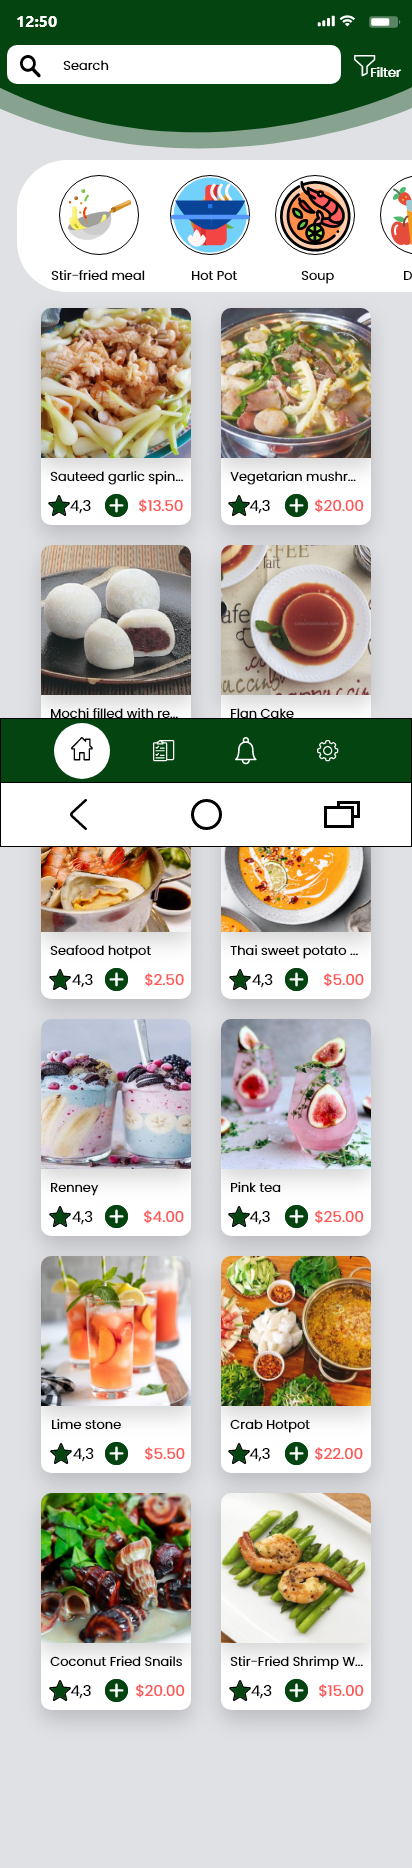 12:50
Search
Filter
Stir-fried meal
Hot Pot
Soup
D
Sauteed garlic spin...
Vegetarian mushr...
4,3
$13.50
4,3
$20.00
Mochi filled with re...
Flan Cake
Seafood hotpot
Thai sweet potato ...
4,3
$2.50
4,3
$5.00
Renney
Pink tea
4,3
$4.00
4,3
$25.00
Lime stone
Crab Hotpot
4,3
$5.50
4,3
$22.00
Coconut Fried Snails
Stir-Fried Shrimp W...
4,3
$20.00
4,3
$15.00